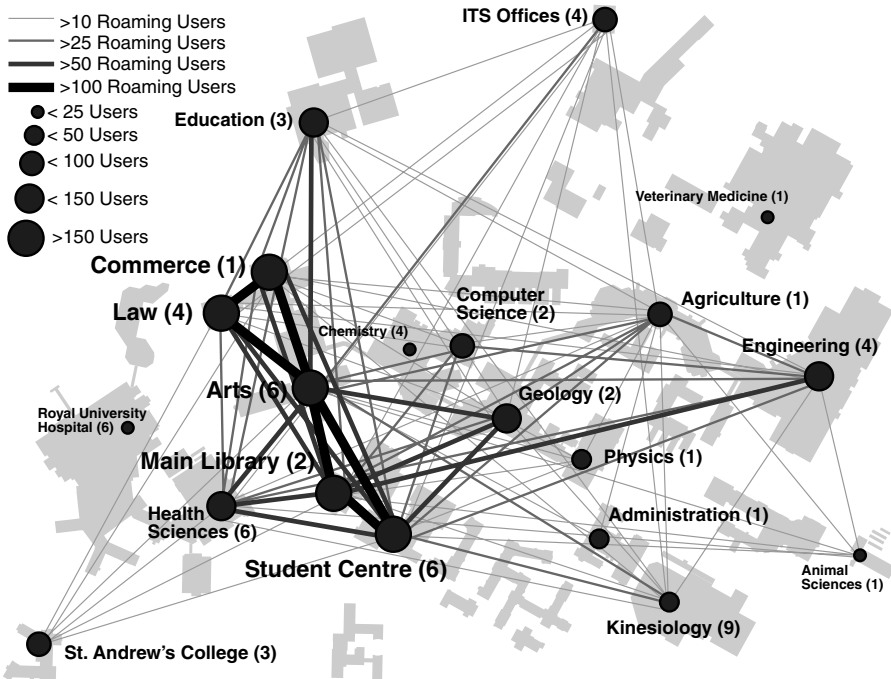 >10 Roaming Users
>25 Roaming Users
>50 Roaming Users
>100 Roaming Users
< 25 Users
< 50 Users
< 100 Users
< 150 Users
>150 Users
ITS Offices (4)
Education (3)
Veterinary Medicine (1)
Commerce (1)
Law (4)
Computer
Science (2)
Agriculture (1)
Chemistry (4)
Engineering (4)
Arts (6)
Geology (2)
Royal University
Hospital (6)
Main Library (2)
Physics (1)
Health
Sciences (6)
Administration (1)
Student Centre (6)
Animal
Sciences (1)
Kinesiology (9)
St. Andrew's College (3)